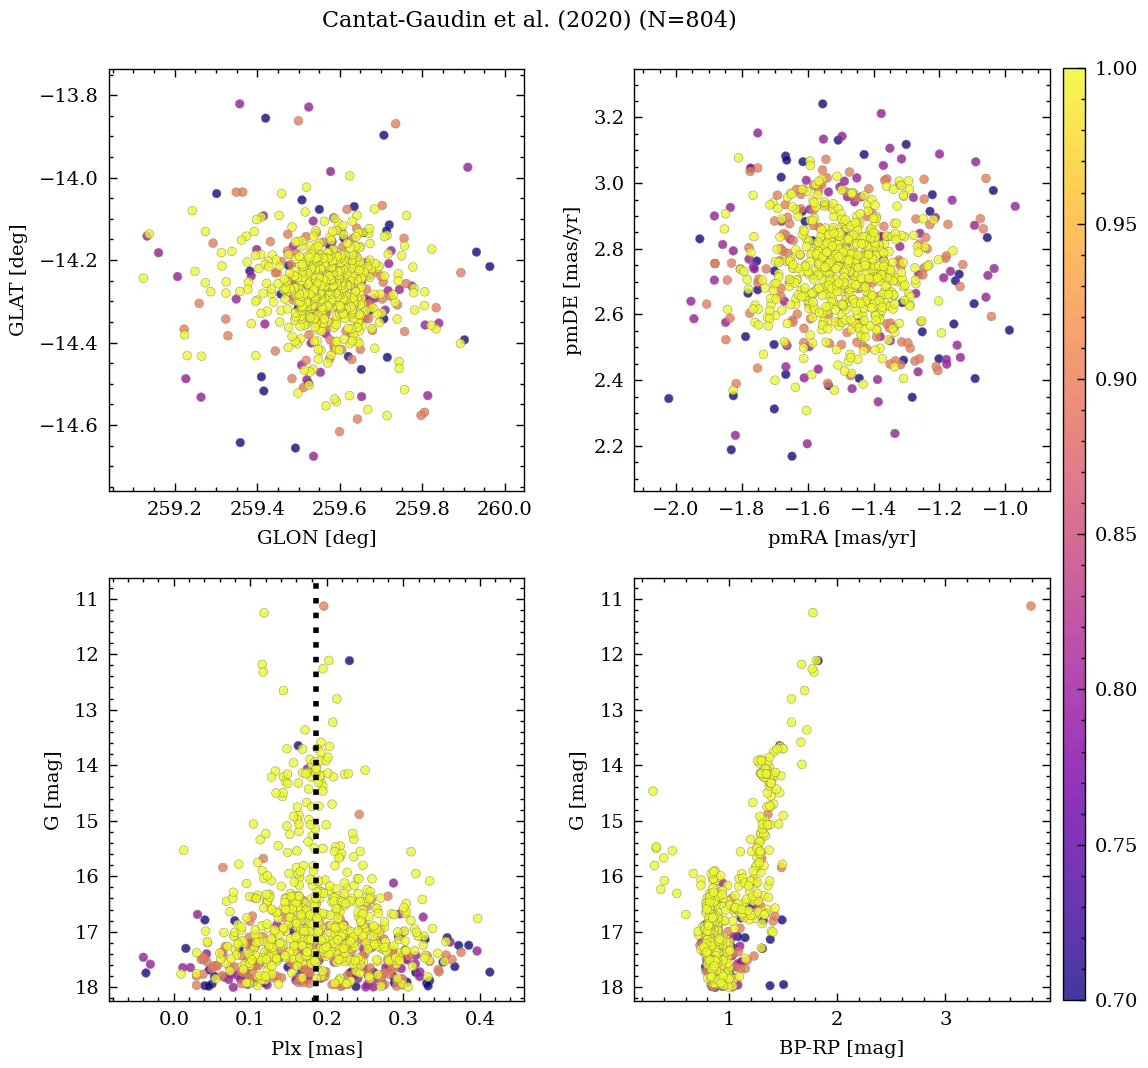 Cantat-Gaudin et al. (2020) (N=804)
−13.8
−14.0
−14.2
−14.4
−14.6
GLAT [deg]
259.2 259.4 259.6 259.8 260.0
GLON [deg]
3.2
3.0
2.8
2.6
2.4
2.2
pmDE [mas/yr]
−2.0 −1.8 −1.6 −1.4 −1.2 −1.0
pmRA [mas/yr]
11
12
13
14
15
16
17
18
G [mag]
0.0 0.1 0.2 0.3 0.4
Plx [mas]
11
12
13
14
15
16
17
18
G [mag]
1 2 3
BP-RP [mag]
1.00
0.95
0.90
0.85
0.80
0.75
0.70